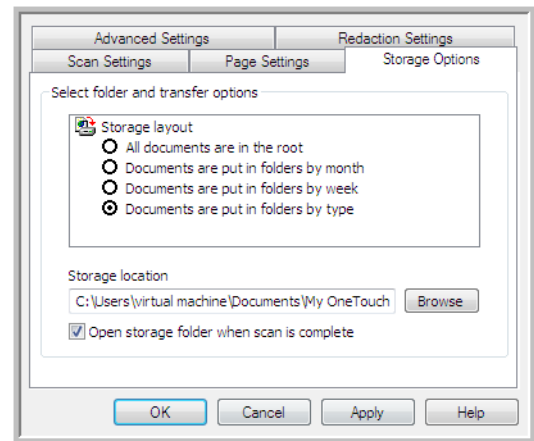 Advanced Settings Redaction Settings
Scan Settings Page Settings Storage Options
Select folder and transfer options
Storage layout
All documents are in the root
Documents are put in folders by month
Documents are put in folders by week
Documents are put in folders by type
Storage location
C:\Users\virtual machine\Documents\My OneTouch Browse
Open storage folder when scan is complete
OK Cancel Apply Help